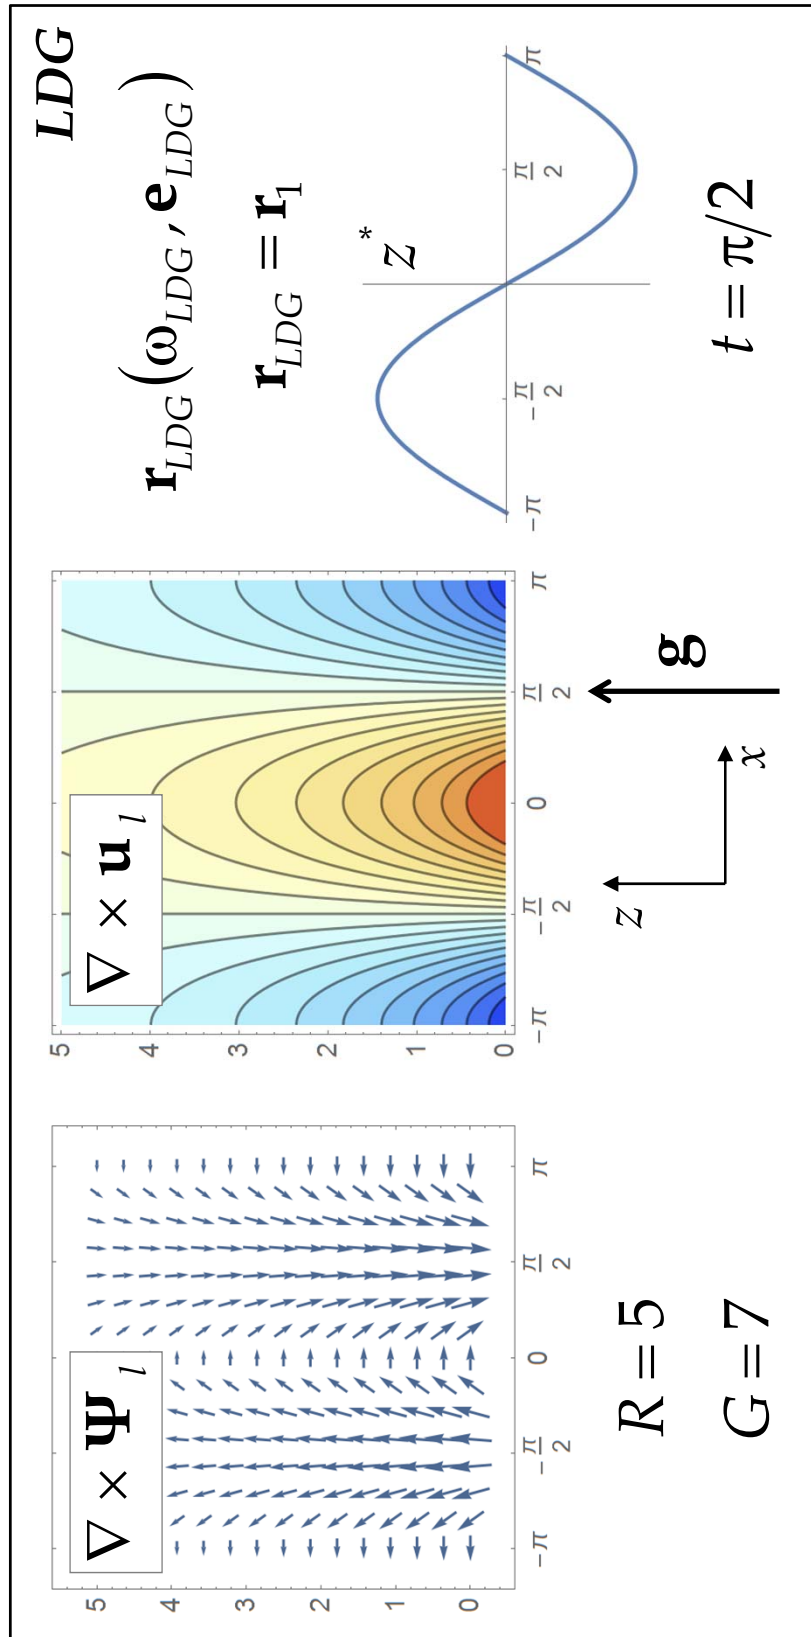 LDG
∇ × Ψ_l
5
4
3
2
1
0
−π
−π/2
0
π/2
π
R = 5
G = 7
∇ × u_l
5
4
3
2
1
0
−π
−π/2
0
π/2
π
z
x
g
r_LDG(ω_LDG, e_LDG)
r_LDG = r_1
z*
−π
−π/2
π/2
π
t = π/2